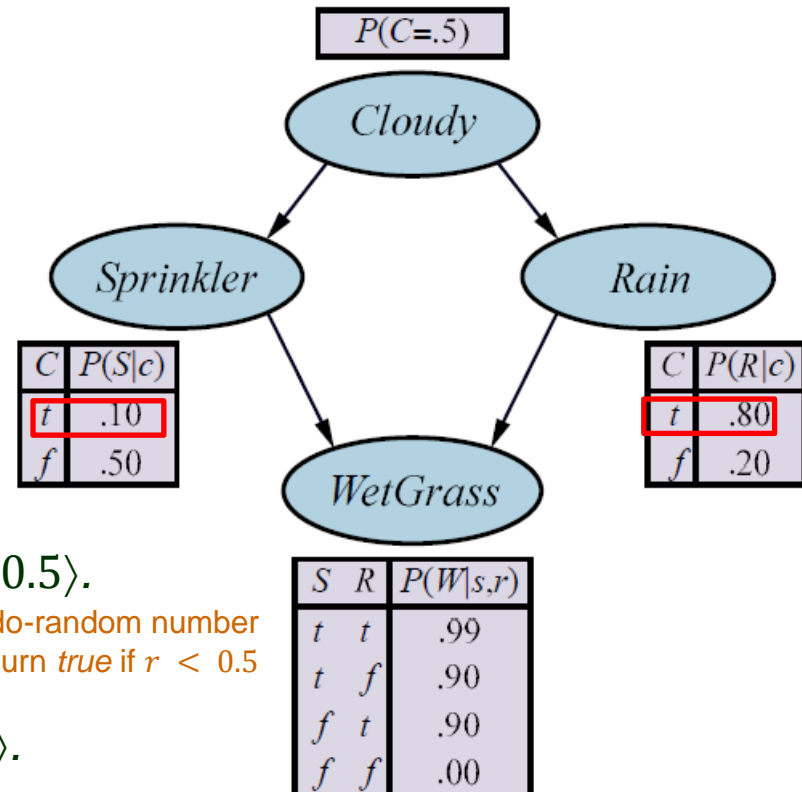 P(C=.5)
Cloudy
Sprinkler
Rain
C P(S|c)
t .10
f .50
C P(R|c)
t .80
f .20
WetGrass
S R P(W|s,r)
t t .99
t f .90
f t .90
f f .00
0.5⟩.
do-random number
urn true if r < 0.5
⟩.